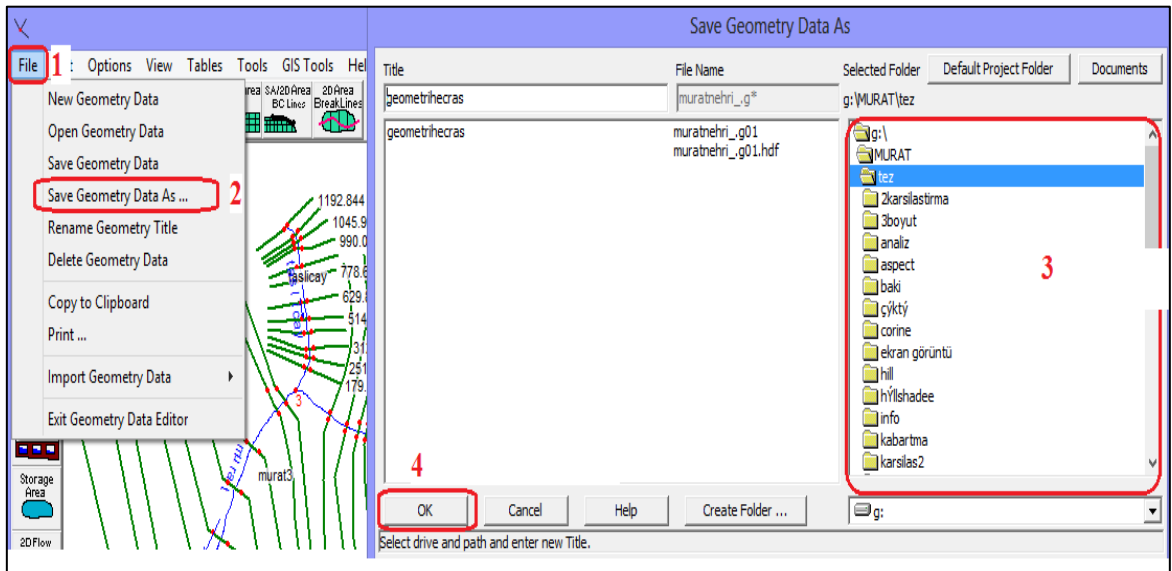 Save Geometry Data As
File 1 : Options View Tables Tools GIS Tools Hel
rea SA/2D Area 2D Area
BC Lines BreakLines
New Geometry Data
Open Geometry Data
Save Geometry Data
Save Geometry Data As ... 2
Rename Geometry Title
Delete Geometry Data
Copy to Clipboard
Print ...
Import Geometry Data
Exit Geometry Data Editor
1192.844
1045.9
990.0
taslicay 778.6
629.8
514
31
251
179.
3
murat3
Storage
Area
2D Flow
Title
geometrihecras
geometrihecras
File Name
muratnehri_.g*
muratnehri_.g01
muratnehri_.g01.hdf
Selected Folder Default Project Folder Documents
g:\MURAT\tez
g:\
MURAT
tez
2karsilastirma
3boyut
analiz
aspect
baki
çýktý
corine
ekran görüntü
hill
hÝllshadee
info
kabartma
karsilas2
3
4
OK Cancel Help Create Folder ...
g:
Select drive and path and enter new Title.